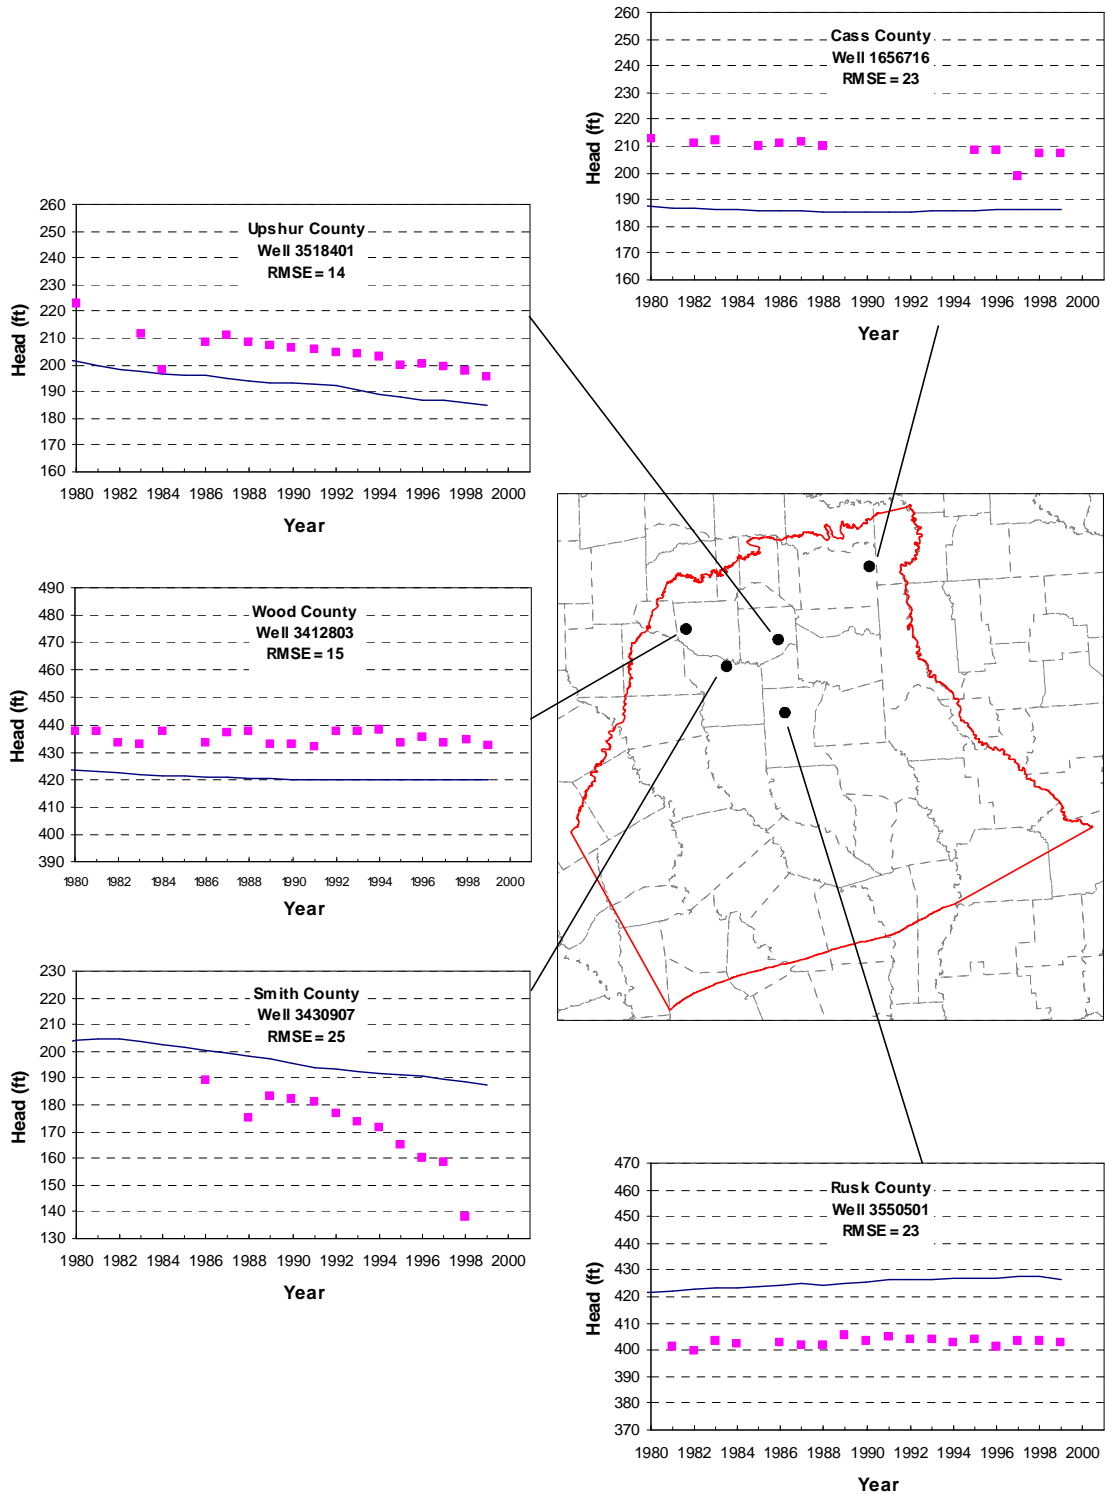 Cass County
Well 1656716
RMSE = 23
Head (ft)
260
250
240
230
220
210
200
190
180
170
160
1980 1982 1984 1986 1988 1990 1992 1994 1996 1998 2000
Year
Upshur County
Well 3518401
RMSE = 14
Head (ft)
260
250
240
230
220
210
200
190
180
170
160
1980 1982 1984 1986 1988 1990 1992 1994 1996 1998 2000
Year
Wood County
Well 3412803
RMSE = 15
Head (ft)
490
480
470
460
450
440
430
420
410
400
390
1980 1982 1984 1986 1988 1990 1992 1994 1996 1998 2000
Year
Smith County
Well 3430907
RMSE = 25
Head (ft)
230
220
210
200
190
180
170
160
150
140
130
1980 1982 1984 1986 1988 1990 1992 1994 1996 1998 2000
Year
Rusk County
Well 3550501
RMSE = 23
Head (ft)
470
460
450
440
430
420
410
400
390
380
370
1980 1982 1984 1986 1988 1990 1992 1994 1996 1998 2000
Year